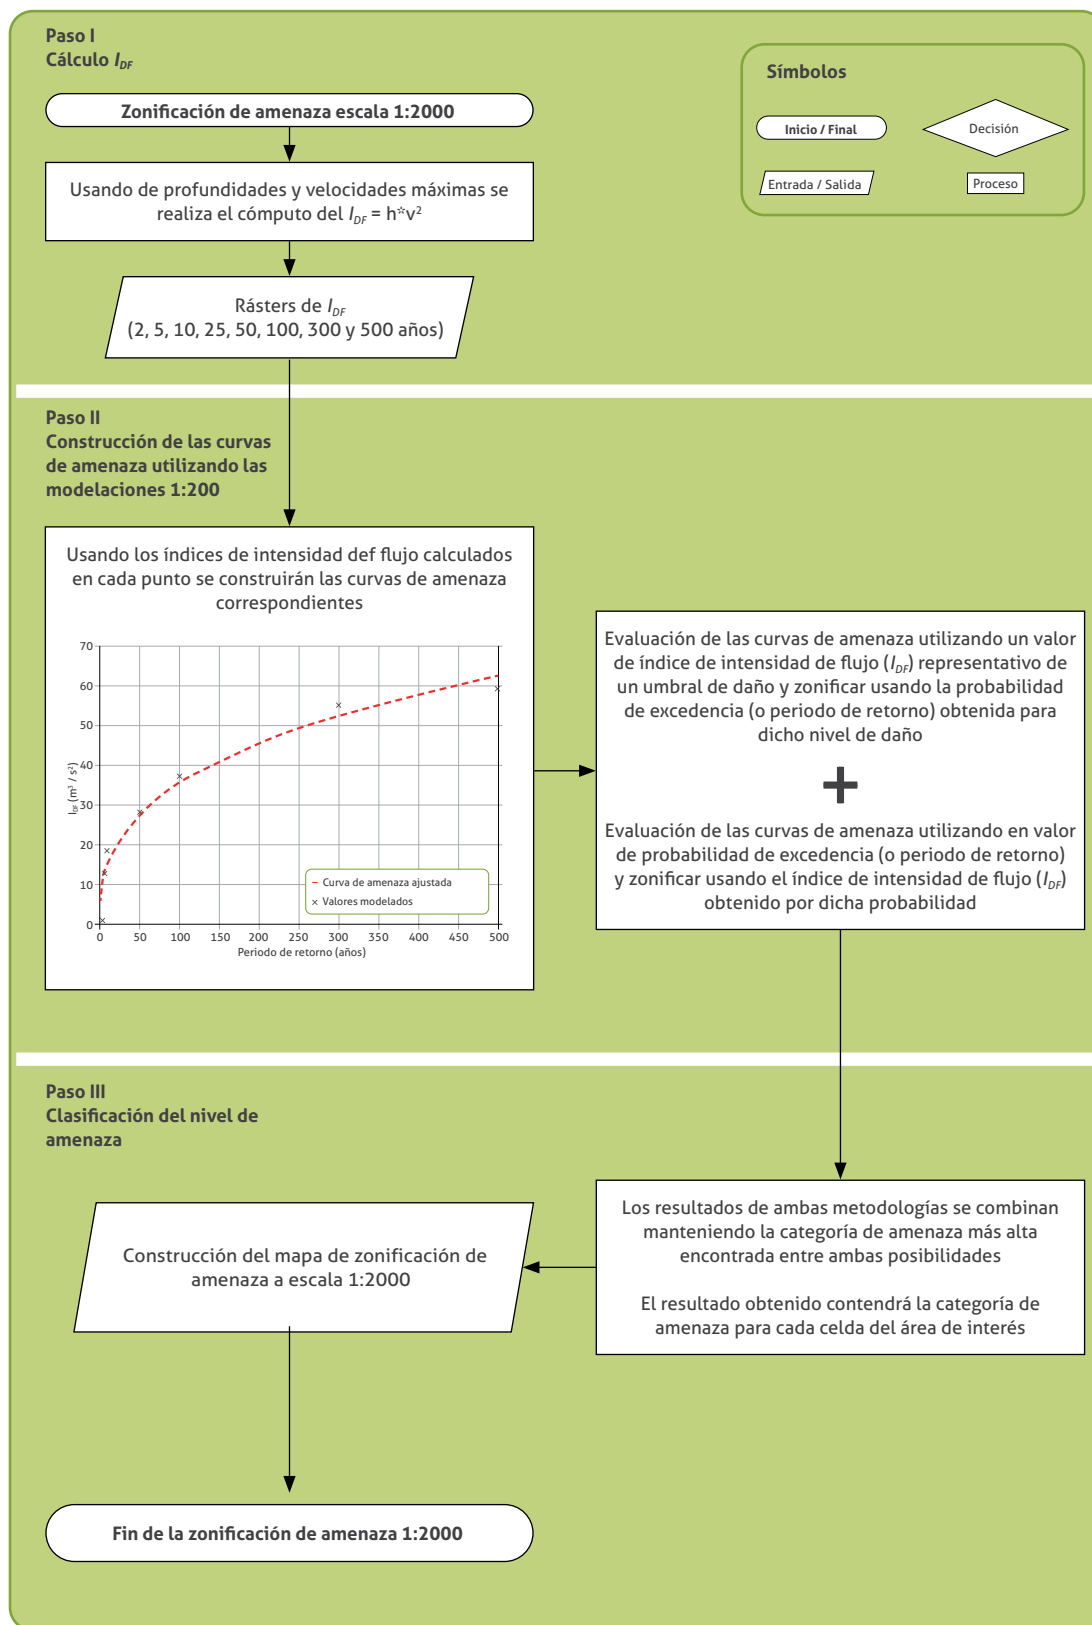 Paso I
Cálculo I_DF
Símbolos
Inicio / Final
Decisión
Entrada / Salida
Proceso
Zonificación de amenaza escala 1:2000
Usando de profundidades y velocidades máximas se
realiza el cómputo del I_DF = h*v²
Rásters de I_DF
(2, 5, 10, 25, 50, 100, 300 y 500 años)
Paso II
Construcción de las curvas
de amenaza utilizando las
modelaciones 1:200
Usando los índices de intensidad def flujo calculados
en cada punto se construirán las curvas de amenaza
correspondientes
70
60
50
40
30
20
10
0
I_DF (m³ / s²)
0 50 100 150 200 250 300 350 400 450 500
Periodo de retorno (años)
Curva de amenaza ajustada
Valores modelados
Evaluación de las curvas de amenaza utilizando un valor
de índice de intensidad de flujo (I_DF) representativo de
un umbral de daño y zonificar usando la probabilidad
de excedencia (o periodo de retorno) obtenida para
dicho nivel de daño
+
Evaluación de las curvas de amenaza utilizando en valor
de probabilidad de excedencia (o periodo de retorno)
y zonificar usando el índice de intensidad de flujo (I_DF)
obtenido por dicha probabilidad
Paso III
Clasificación del nivel de
amenaza
Los resultados de ambas metodologías se combinan
manteniendo la categoría de amenaza más alta
encontrada entre ambas posibilidades
El resultado obtenido contendrá la categoría de
amenaza para cada celda del área de interés
Construcción del mapa de zonificación de
amenaza a escala 1:2000
Fin de la zonificación de amenaza 1:2000